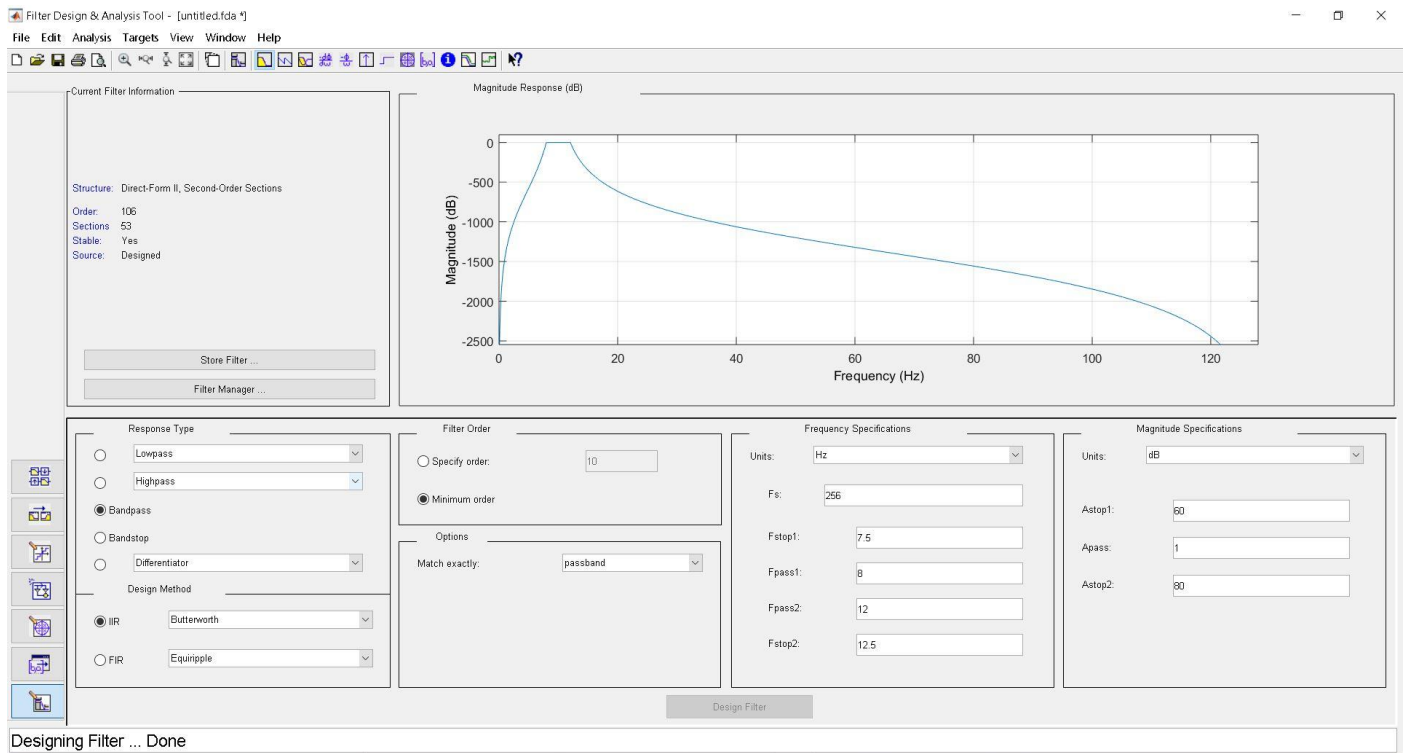 Filter Design & Analysis Tool - [untitled.fda *]
File Edit Analysis Targets View Window Help
Current Filter Information
Structure: Direct-Form II, Second-Order Sections
Order: 106
Sections 53
Stable: Yes
Source: Designed
Store Filter ...
Filter Manager ...
Magnitude Response (dB)
0
-500
-1000
-1500
-2000
-2500
Magnitude (dB)
0 20 40 60 80 100 120
Frequency (Hz)
Response Type
Lowpass
Highpass
Bandpass
Bandstop
Differentiator
Design Method
IIR Butterworth
FIR Equiripple
Filter Order
Specify order: 10
Minimum order
Options
Match exactly: passband
Frequency Specifications
Units: Hz
Fs: 256
Fstop1: 7.5
Fpass1: 8
Fpass2: 12
Fstop2: 12.5
Magnitude Specifications
Units: dB
Astop1: 60
Apass: 1
Astop2: 80
Design Filter
Designing Filter ... Done